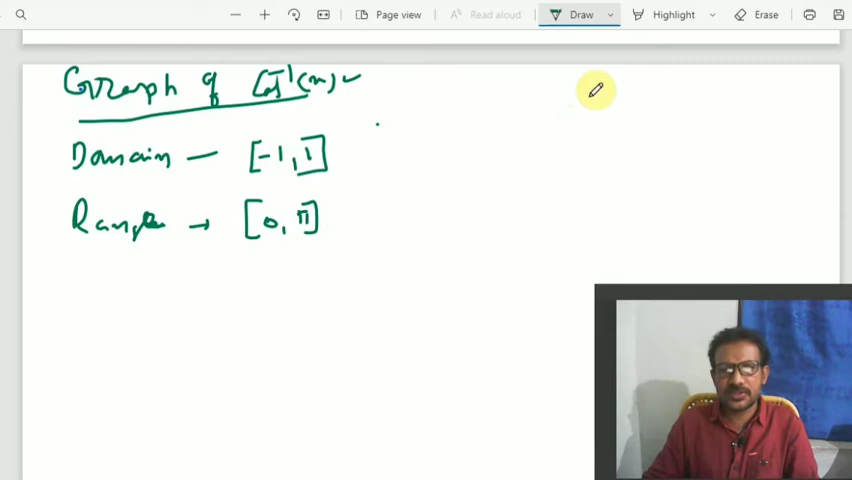 Page view
Read aloud
Draw
Highlight
Erase
Graph of Cos⁻¹(x)
Domain — [-1, 1]
Range → [0, π]